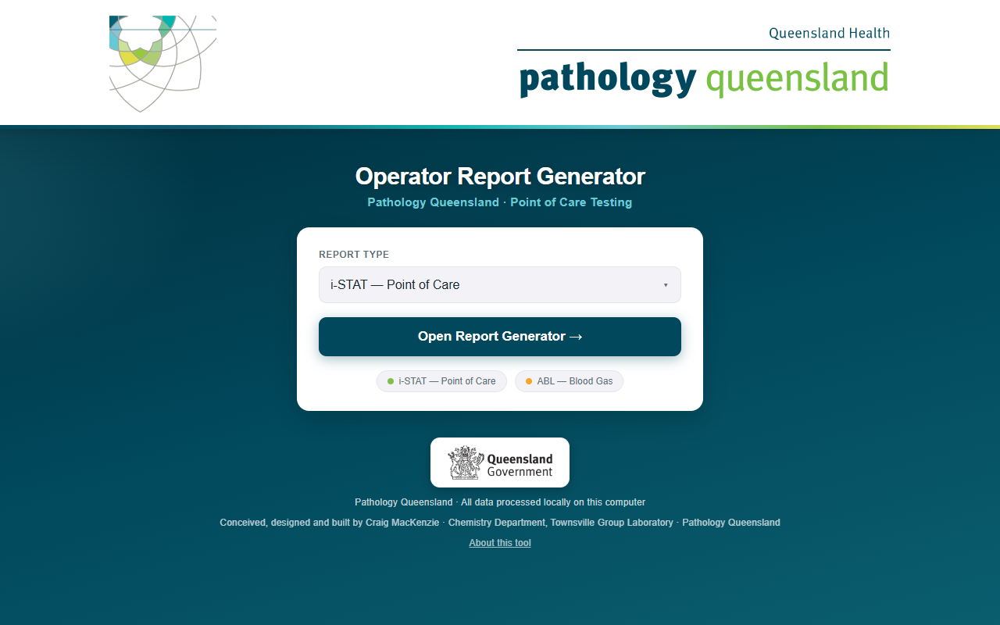 Queensland Health
pathology queensland
Operator Report Generator
Pathology Queensland · Point of Care Testing
REPORT TYPE
i-STAT — Point of Care
Open Report Generator →
i-STAT — Point of Care
ABL — Blood Gas
Queensland
Government
Pathology Queensland · All data processed locally on this computer
Conceived, designed and built by Craig MacKenzie · Chemistry Department, Townsville Group Laboratory · Pathology Queensland
About this tool